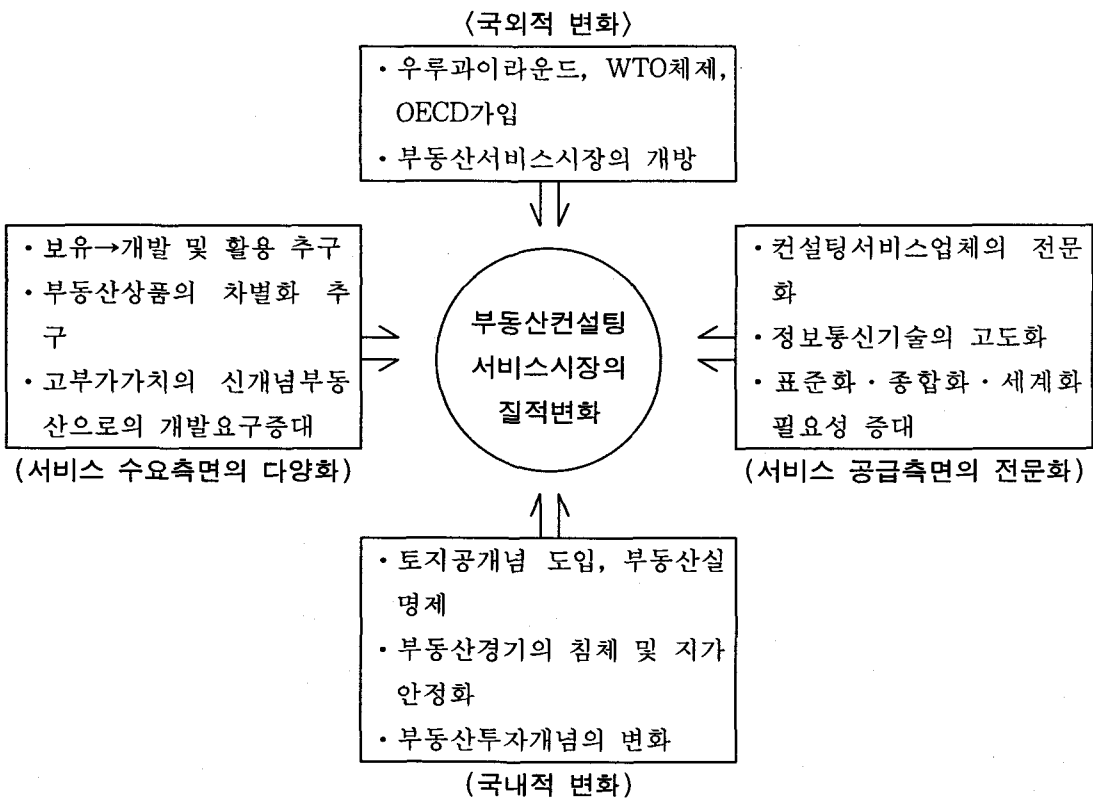 〈국외적 변화〉
· 우루과이라운드, WTO체제,
OECD가입
· 부동산서비스시장의 개방
· 보유→개발 및 활용 추구
· 부동산상품의 차별화 추
구
· 고부가가치의 신개념부동
산으로의 개발요구증대
(서비스 수요측면의 다양화)
부동산컨설팅
서비스시장의
질적변화
· 컨설팅서비스업체의 전문
화
· 정보통신기술의 고도화
· 표준화 · 종합화 · 세계화
필요성 증대
(서비스 공급측면의 전문화)
· 토지공개념 도입, 부동산실
명제
· 부동산경기의 침체 및 지가
안정화
· 부동산투자개념의 변화
(국내적 변화)